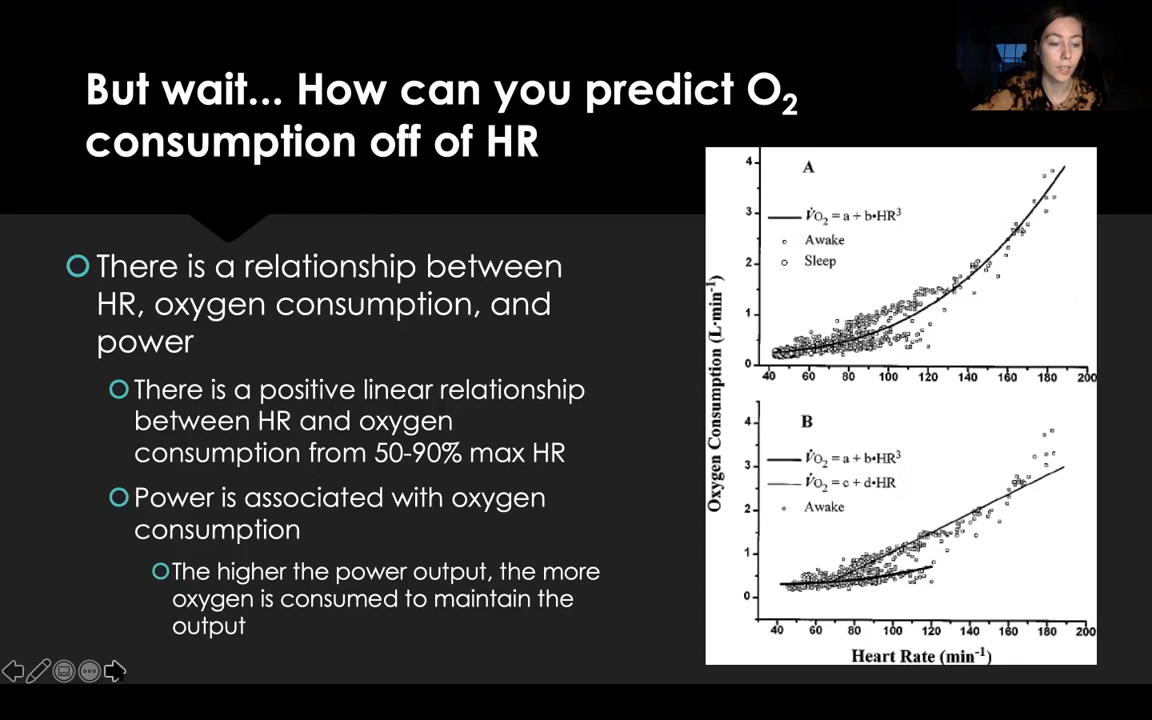 But wait... How can you predict O₂
consumption off of HR
There is a relationship between
HR, oxygen consumption, and
power
There is a positive linear relationship
between HR and oxygen
consumption from 50-90% max HR
Power is associated with oxygen
consumption
The higher the power output, the more
oxygen is consumed to maintain the
output
Oxygen Consumption (L·min⁻¹)
A
V̇O₂ = a + b•HR³
Awake
Sleep
4
3
2
1
0
40 60 80 100 120 140 160 180 200
B
V̇O₂ = a + b•HR³
V̇O₂ = c + d•HR
Awake
4
3
2
1
0
40 60 80 100 120 140 160 180 200
Heart Rate (min⁻¹)